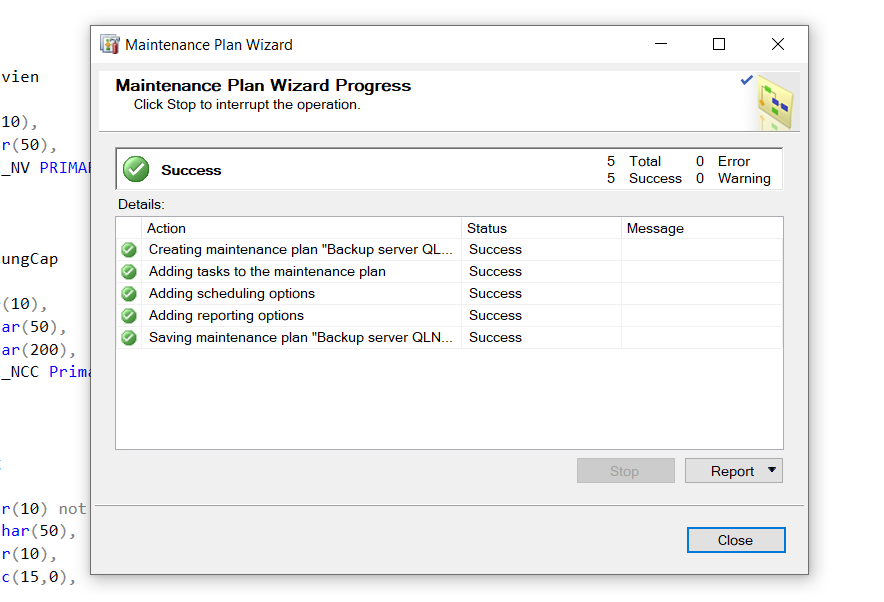 Maintenance Plan Wizard
Maintenance Plan Wizard Progress
Click Stop to interrupt the operation.
Success
5 Total 0 Error
5 Success 0 Warning
Details:
Action Status Message
Creating maintenance plan "Backup server QL... Success
Adding tasks to the maintenance plan Success
Adding scheduling options Success
Adding reporting options Success
Saving maintenance plan "Backup server QLN... Success
Stop Report
Close
vien
10),
r(50),
_NV PRIMAR
ungCap
(10),
ar(50),
ar(200),
_NCC Prima
r(10) not
har(50),
r(10),
c(15,0),